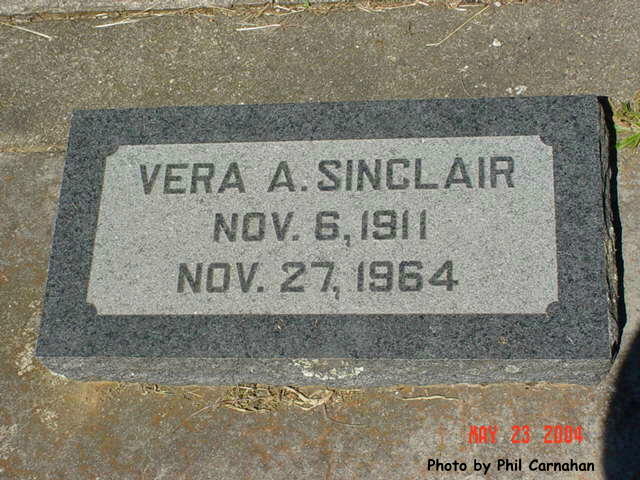 VERA A. SINCLAIR
NOV. 6, 1911
NOV. 27, 1964
MAY 23 2004
Photo by Phil Carnahan